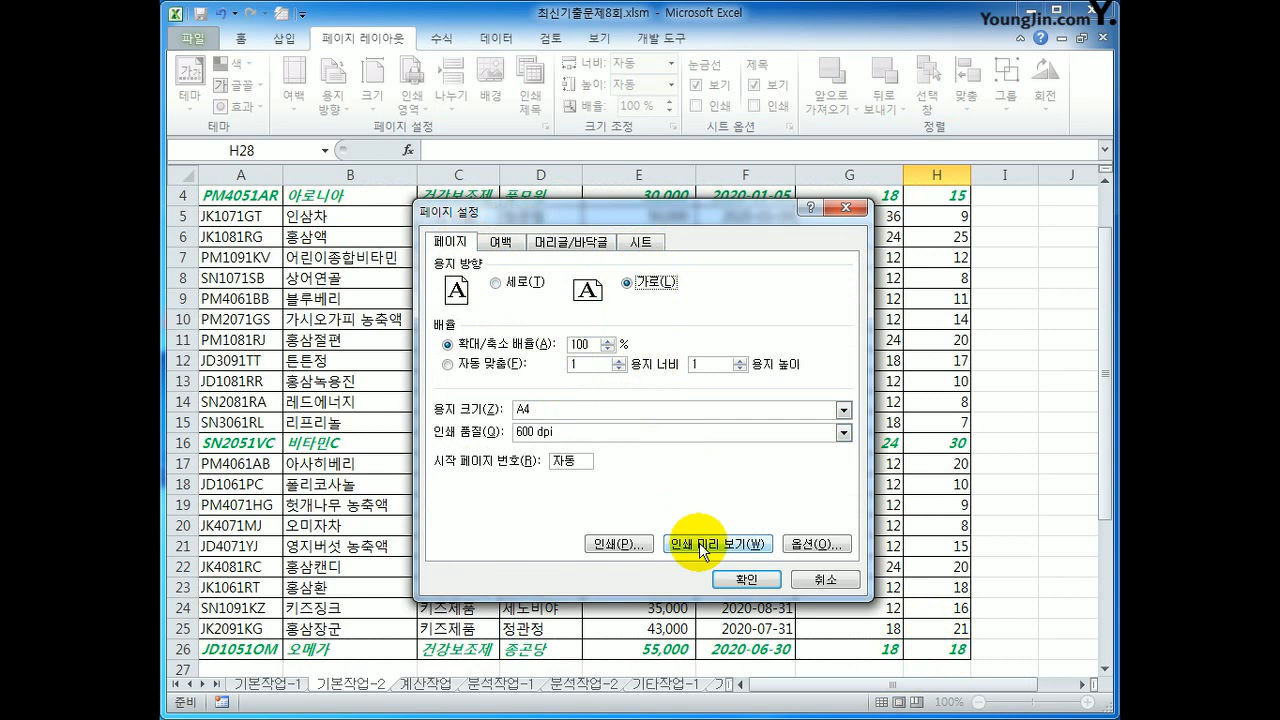 최신기출문제8회.xlsm - Microsoft Excel
YoungJin.com Y.
파일 홈 삽입 페이지 레이아웃 수식 데이터 검토 보기 개발 도구
가가 테마 색 글꼴 효과 테마
여백 용지 방향 크기 인쇄 영역 나누기 배경 인쇄 제목 페이지 설정
너비: 자동 높이: 자동 배율: 100 % 크기 조정
눈금선 보기 인쇄 제목 보기 인쇄 시트 옵션
앞으로 가져오기 뒤로 보내기 선택 창 맞춤 그룹 회전 정렬
H28 fx
A B C D E F G H I J
4 PM4051AR 아로니아 건강보조제 풍모원 30,000 2020-01-05 18 15
5 JK1071GT 인삼차 36 9
6 JK1081RG 홍삼액 24 25
7 PM1091KV 어린이종합비타민 12 12
8 SN1071SB 상어연골 12 8
9 PM4061BB 블루베리 12 11
10 PM2071GS 가시오가피 농축액 12 14
11 PM1081RJ 홍삼절편 24 20
12 JD3091TT 튼튼정 18 17
13 JD1081RR 홍삼녹용진 12 10
14 SN2081RA 레드에너지 18 8
15 SN3061RL 리프리놀 18 7
16 SN2051VC 비타민C 24 30
17 PM4061AB 아사히베리 12 20
18 JD1061PC 폴리코사놀 12 10
19 PM4071HG 헛개나무 농축액 12 9
20 JK4071MJ 오미자차 12 8
21 JD4071YJ 영지버섯 농축액 12 15
22 JK4081RC 홍삼캔디 24 20
23 JK1061RT 홍삼환 12 18
24 SN1091KZ 키즈징크 키즈제품 세노비야 35,000 2020-08-31 12 16
25 JK2091KG 홍삼장군 키즈제품 정관정 43,000 2020-07-31 18 21
26 JD1051OM 오메가 건강보조제 종곤당 55,000 2020-06-30 18 18
27
페이지 설정
페이지 여백 머리글/바닥글 시트
용지 방향
A 세로(T) A 가로(L)
배율
확대/축소 배율(A): 100 %
자동 맞춤(F): 1 용지 너비 1 용지 높이
용지 크기(Z): A4
인쇄 품질(Q): 600 dpi
시작 페이지 번호(R): 자동
인쇄(P)... 인쇄 미리 보기(W) 옵션(O)...
확인 취소
기본작업-1 기본작업-2 계산작업 분석작업-1 분석작업-2 기타작업-1
준비 100%